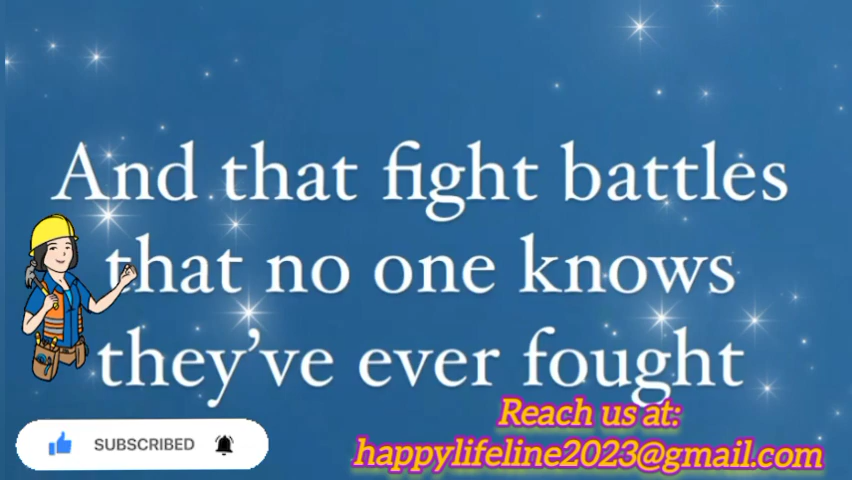 And that fight battles
that no one knows
they've ever fought
Reach us at:
SUBSCRIBED
happylifeline2023@gmail.com